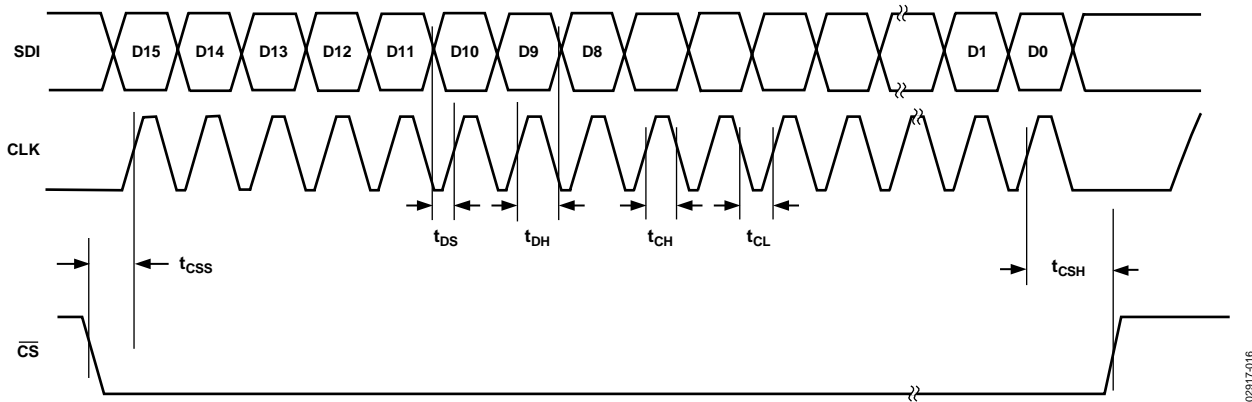 SDI
D15 D14 D13 D12 D11 D10 D9 D8 D1 D0
CLK
tDS tDH tCH tCL
tCSS tCSH
CS
02917-016